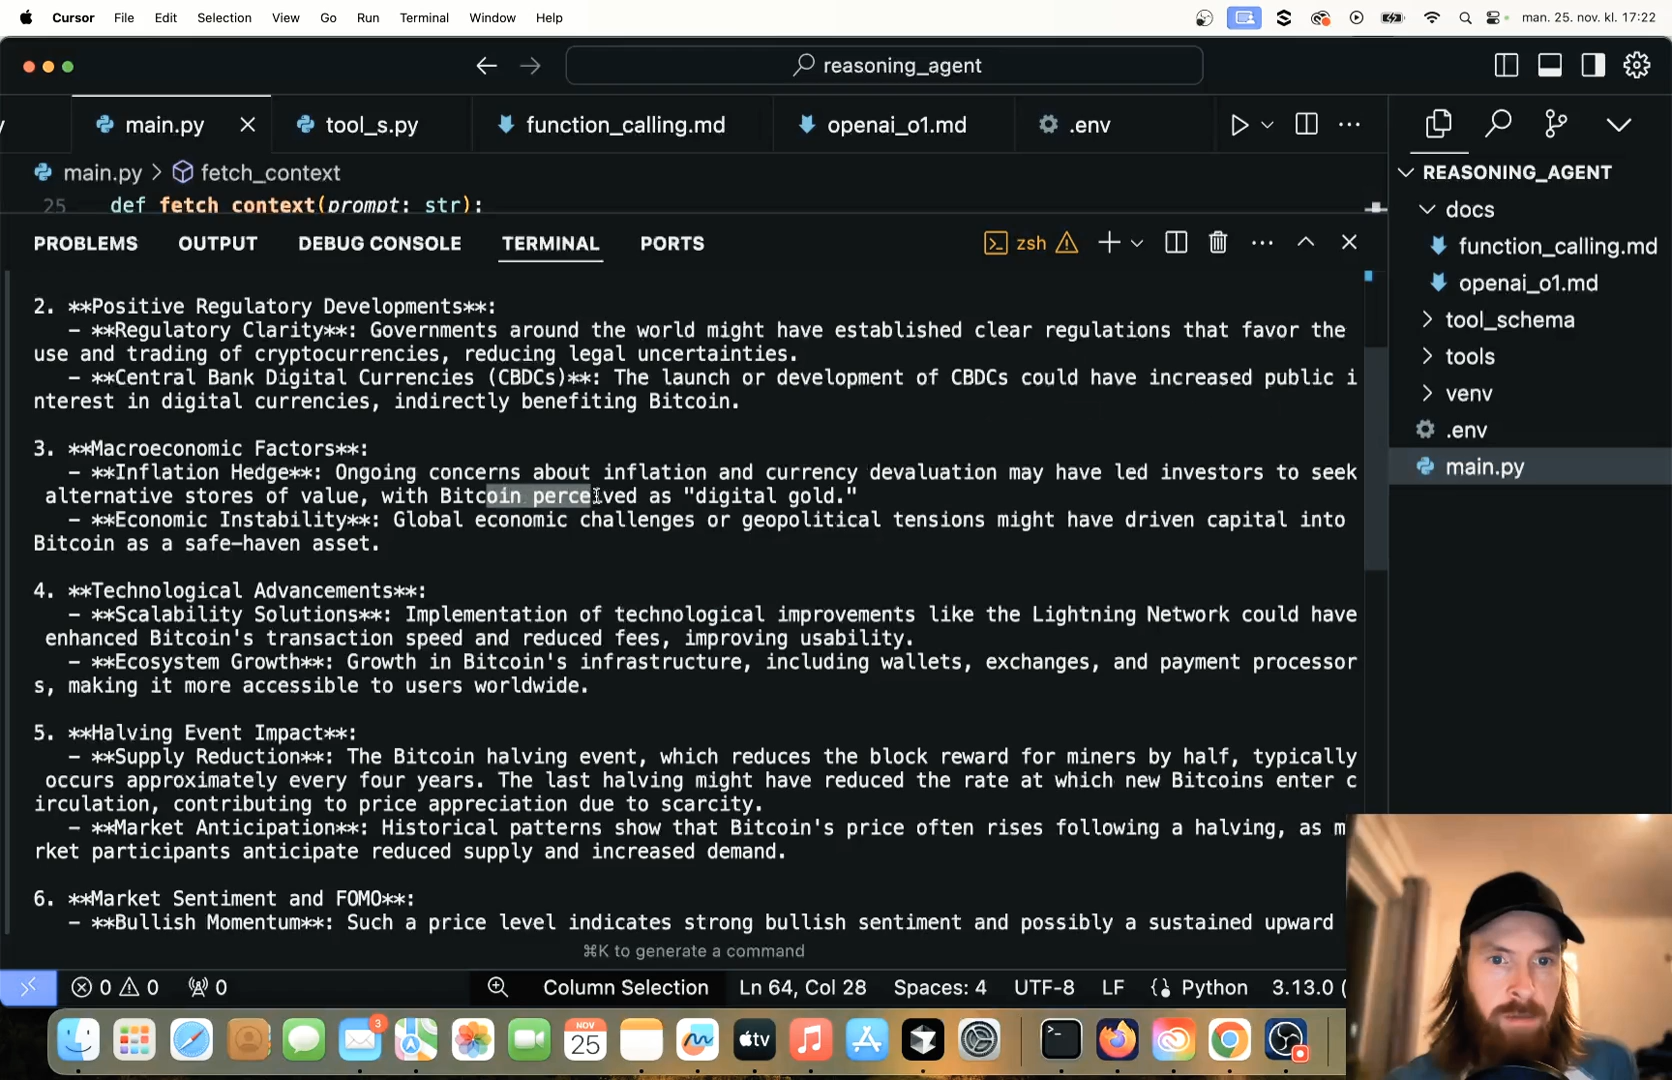 Cursor File Edit Selection View Go Run Terminal Window Help man. 25. nov. kl. 17:22
reasoning_agent
main.py tool_s.py function_calling.md openai_o1.md .env
main.py > fetch_context
25 def fetch_context(prompt: str):
PROBLEMS OUTPUT DEBUG CONSOLE TERMINAL PORTS zsh
2. **Positive Regulatory Developments**:
- **Regulatory Clarity**: Governments around the world might have established clear regulations that favor the
use and trading of cryptocurrencies, reducing legal uncertainties.
- **Central Bank Digital Currencies (CBDCs)**: The launch or development of CBDCs could have increased public i
nterest in digital currencies, indirectly benefiting Bitcoin.
3. **Macroeconomic Factors**:
- **Inflation Hedge**: Ongoing concerns about inflation and currency devaluation may have led investors to seek
alternative stores of value, with Bitcoin perceived as "digital gold."
- **Economic Instability**: Global economic challenges or geopolitical tensions might have driven capital into
Bitcoin as a safe-haven asset.
4. **Technological Advancements**:
- **Scalability Solutions**: Implementation of technological improvements like the Lightning Network could have
enhanced Bitcoin's transaction speed and reduced fees, improving usability.
- **Ecosystem Growth**: Growth in Bitcoin's infrastructure, including wallets, exchanges, and payment processor
s, making it more accessible to users worldwide.
5. **Halving Event Impact**:
- **Supply Reduction**: The Bitcoin halving event, which reduces the block reward for miners by half, typically
occurs approximately every four years. The last halving might have reduced the rate at which new Bitcoins enter c
irculation, contributing to price appreciation due to scarcity.
- **Market Anticipation**: Historical patterns show that Bitcoin's price often rises following a halving, as m
rket participants anticipate reduced supply and increased demand.
6. **Market Sentiment and FOMO**:
- **Bullish Momentum**: Such a price level indicates strong bullish sentiment and possibly a sustained upward
⌘K to generate a command
0 0 0 Column Selection Ln 64, Col 28 Spaces: 4 UTF-8 LF Python 3.13.0 (
REASONING_AGENT
docs
function_calling.md
openai_o1.md
tool_schema
tools
venv
.env
main.py
3
tv
NOV
25